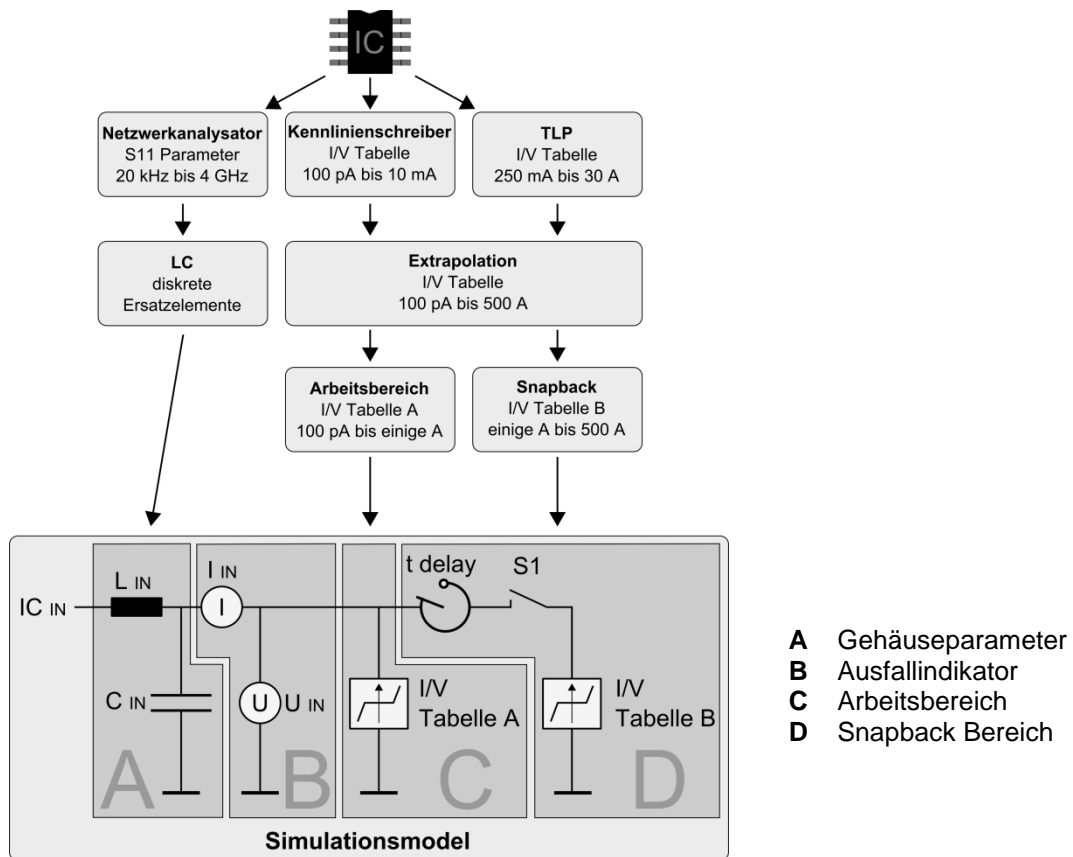 IC
Netzwerkanalysator
S11 Parameter
20 kHz bis 4 GHz
Kennlinienschreiber
I/V Tabelle
100 pA bis 10 mA
TLP
I/V Tabelle
250 mA bis 30 A
LC
diskrete
Ersatzelemente
Extrapolation
I/V Tabelle
100 pA bis 500 A
Arbeitsbereich
I/V Tabelle A
100 pA bis einige A
Snapback
I/V Tabelle B
einige A bis 500 A
IC IN
L IN
C IN
A
I IN
I
U
U IN
B
I/V
Tabelle A
C
t delay
S1
I/V
Tabelle B
D
Simulationsmodel
A Gehäuseparameter
B Ausfallindikator
C Arbeitsbereich
D Snapback Bereich